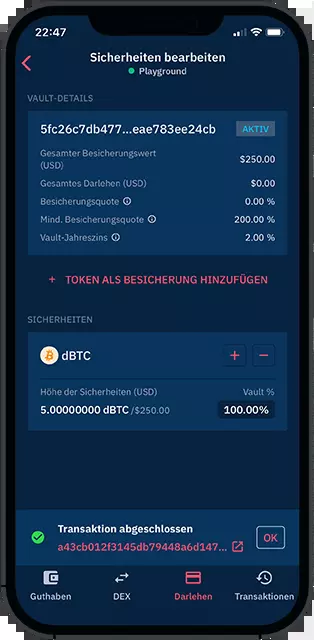 22:47
Sicherheiten bearbeiten
Playground
VAULT-DETAILS
5fc26c7db477...eae783ee24cb AKTIV
Gesamter Besicherungswert
(USD) $250.00
Gesamtes Darlehen (USD) $0.00
Besicherungsquote 0.00 %
Mind. Besicherungsquote 200.00 %
Vault-Jahreszins 2.00 %
+ TOKEN ALS BESICHERUNG HINZUFÜGEN
SICHERHEITEN
dBTC + −
Höhe der Sicherheiten (USD) Vault %
5.00000000 dBTC /$250.00 100.00%
Transaktion abgeschlossen
a43cb012f3145db79448a6d147... OK
Guthaben DEX Darlehen Transaktionen